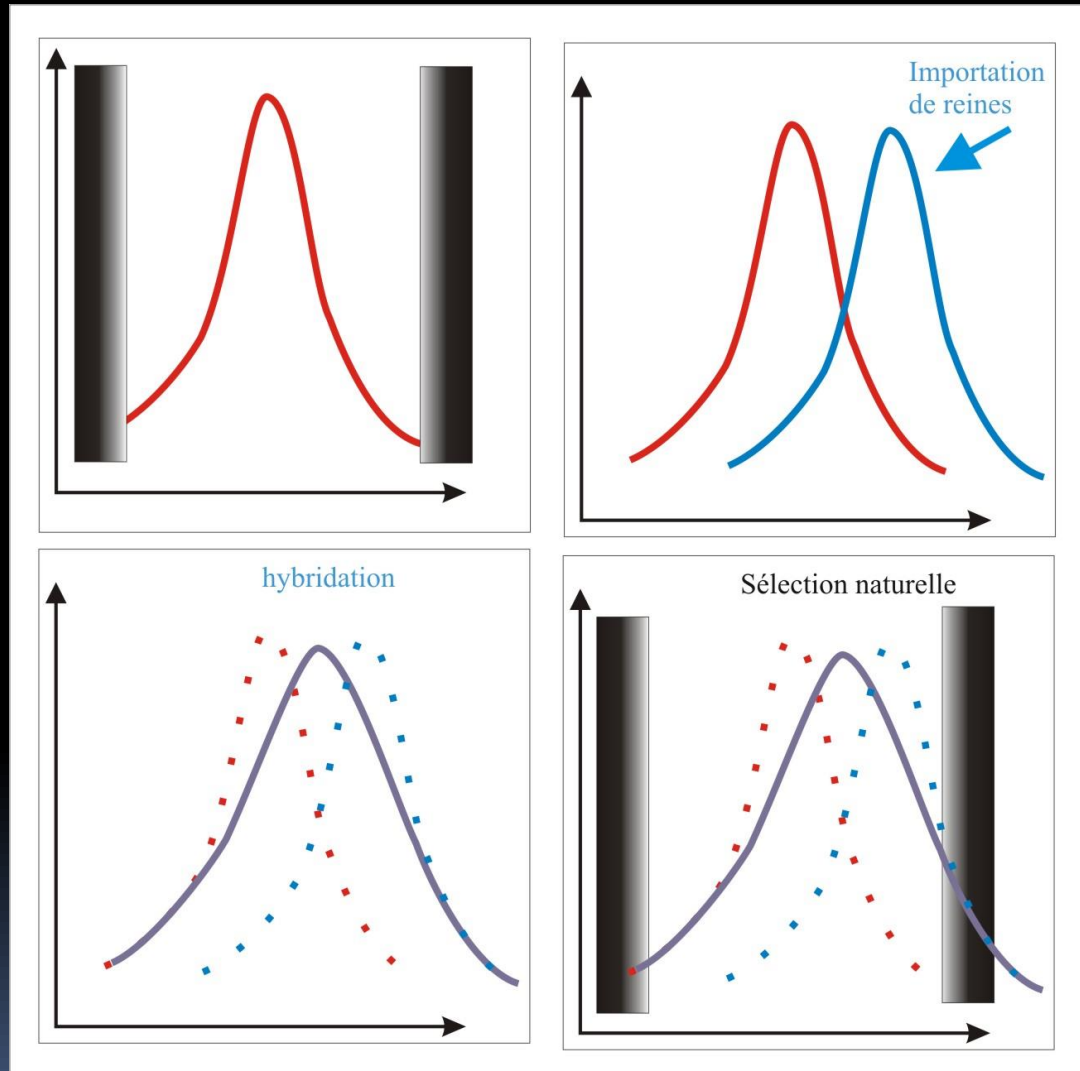 Importation
de reines
hybridation
Sélection naturelle